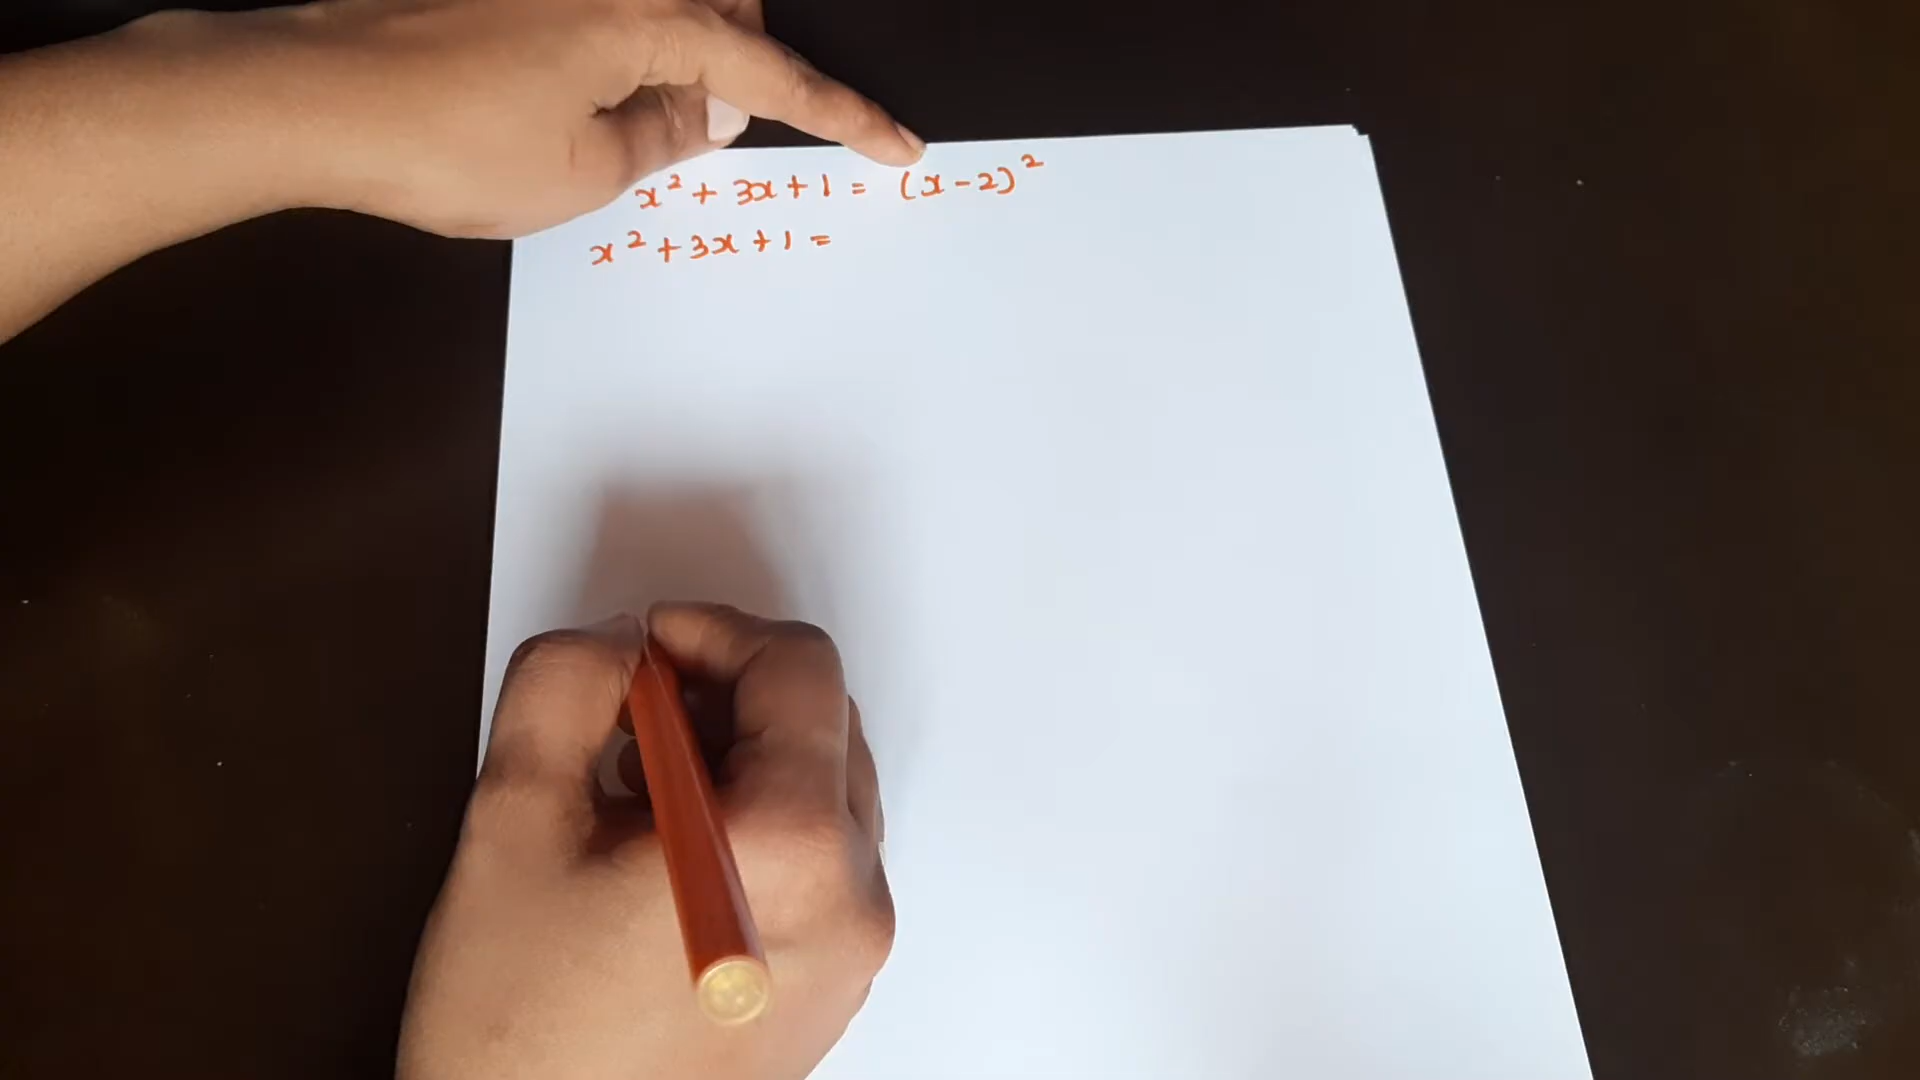 x² + 3x + 1 = (x - 2)²
x² + 3x + 1 =